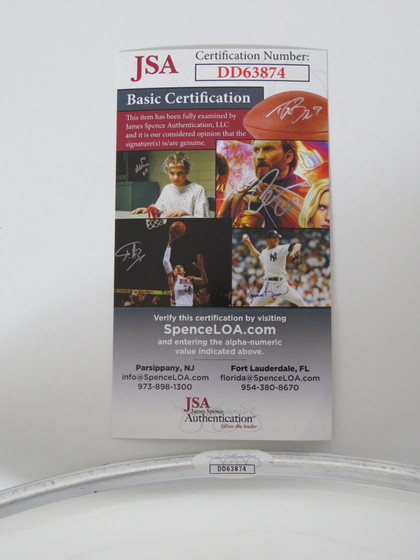 JSA
Certification Number:
DD63874
Basic Certification
This item has been fully examined by
James Spence Authentication, LLC
and it is our considered opinion that the
signature(s) is/are genuine.
Verify this certification by visiting
SpenceLOA.com
and entering the alpha-numeric
value indicated above.
Parsippany, NJ
info@SpenceLOA.com
973-898-1300
Fort Lauderdale, FL
florida@SpenceLOA.com
954-380-8670
JSA
James Spence
Authentication
follow the leader
DD63874